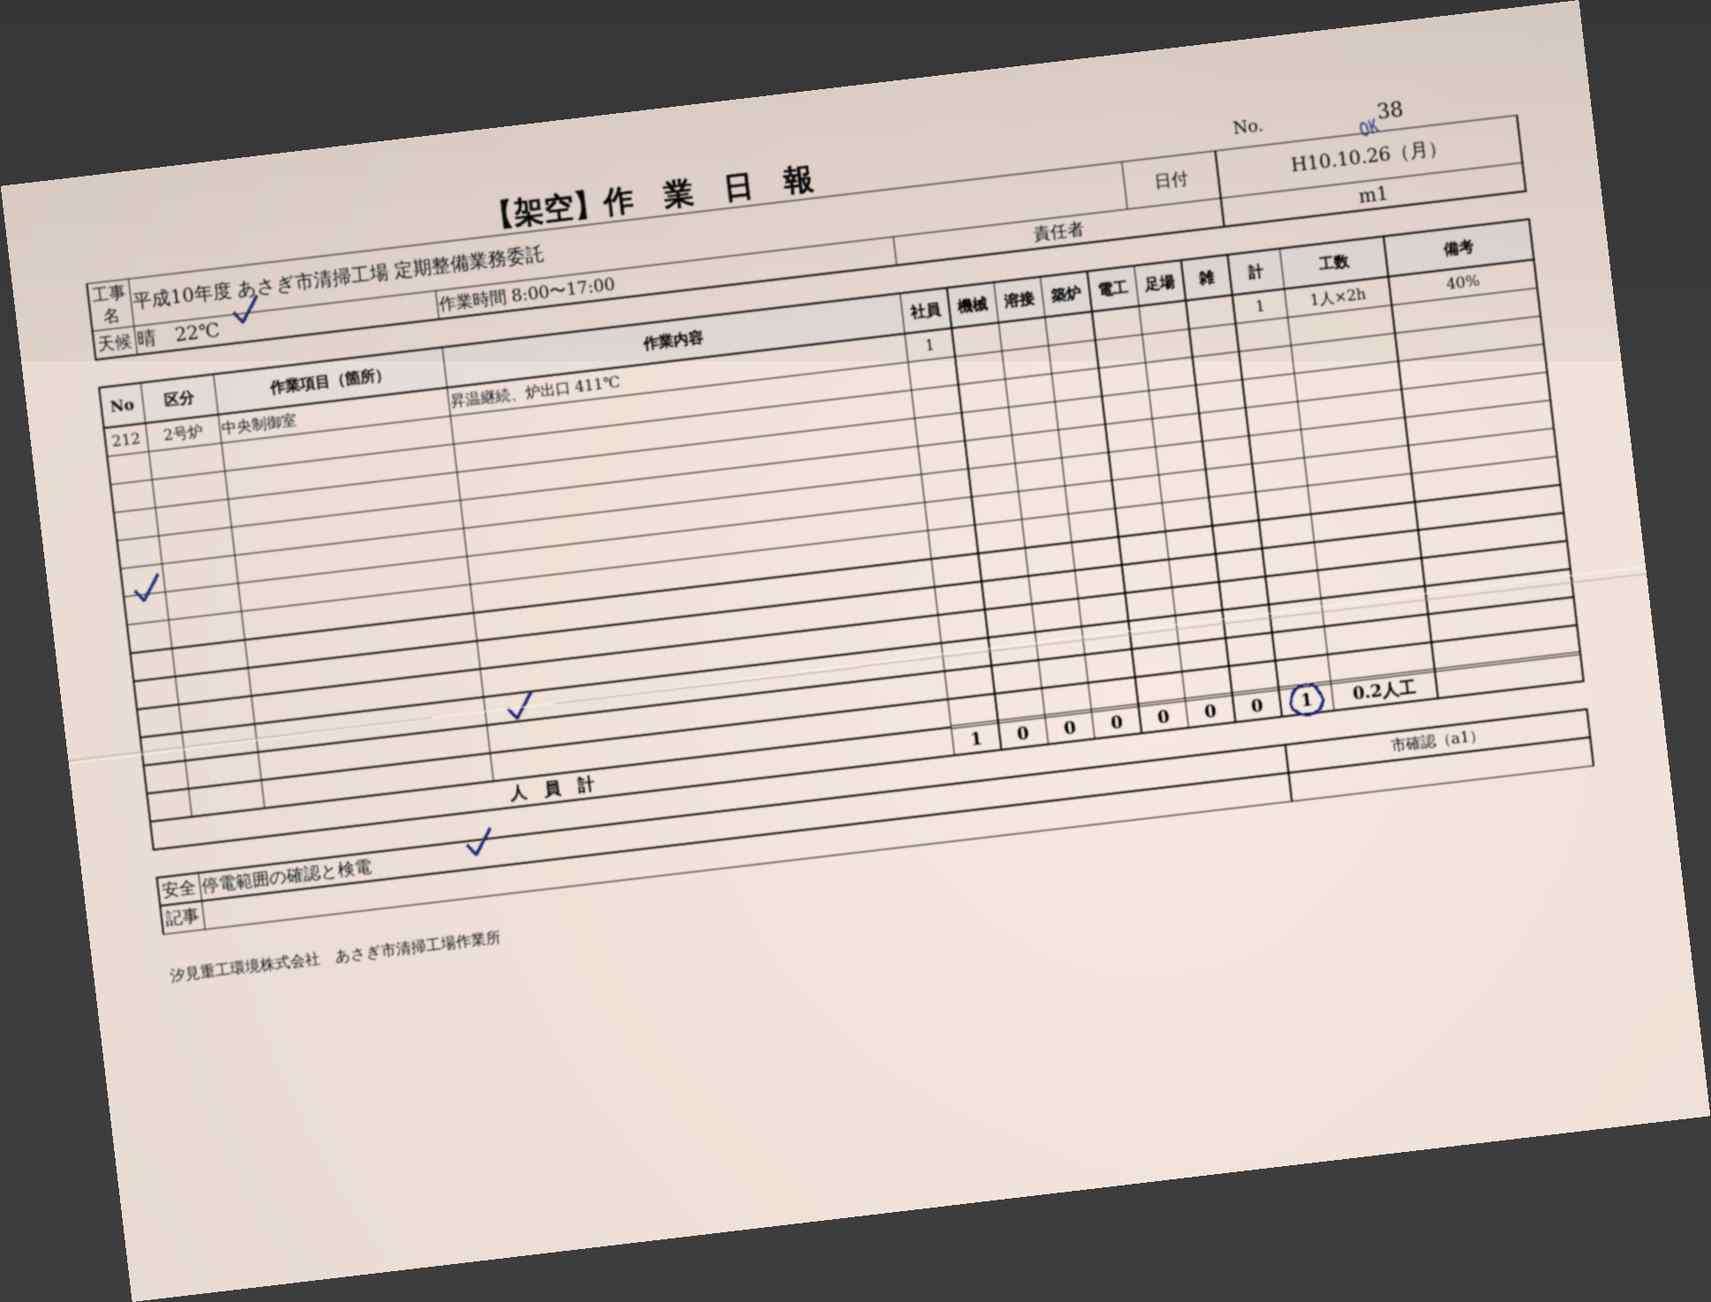 No. OK 38
【架空】作 業 日 報
工事名 平成10年度 あさぎ市清掃工場 定期整備業務委託 日付 H10.10.26（月）
天候 晴 22℃ 作業時間 8:00〜17:00 責任者 m1
No 区分 作業項目（箇所） 作業内容 社員 機械 溶接 築炉 電工 足場 雑 計 工数 備考
212 2号炉 中央制御室 昇温継続、炉出口 411℃ 1 1 1人×2h 40%
人 員 計 1 0 0 0 0 0 0 1 0.2人工
安全 停電範囲の確認と検電 市確認（a1）
記事
汐見重工環境株式会社 あさぎ市清掃工場作業所